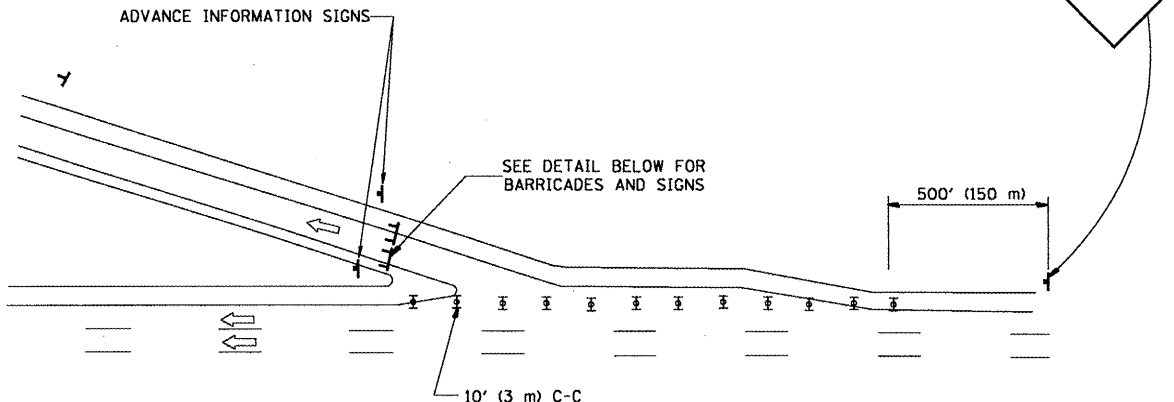 ADVANCE INFORMATION SIGNS
SEE DETAIL BELOW FOR
BARRICADES AND SIGNS
500' (150 m)
10' (3 m) C-C